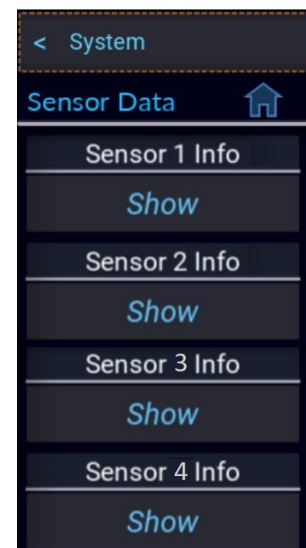 < System
Sensor Data
Sensor 1 Info
Show
Sensor 2 Info
Show
Sensor 3 Info
Show
Sensor 4 Info
Show